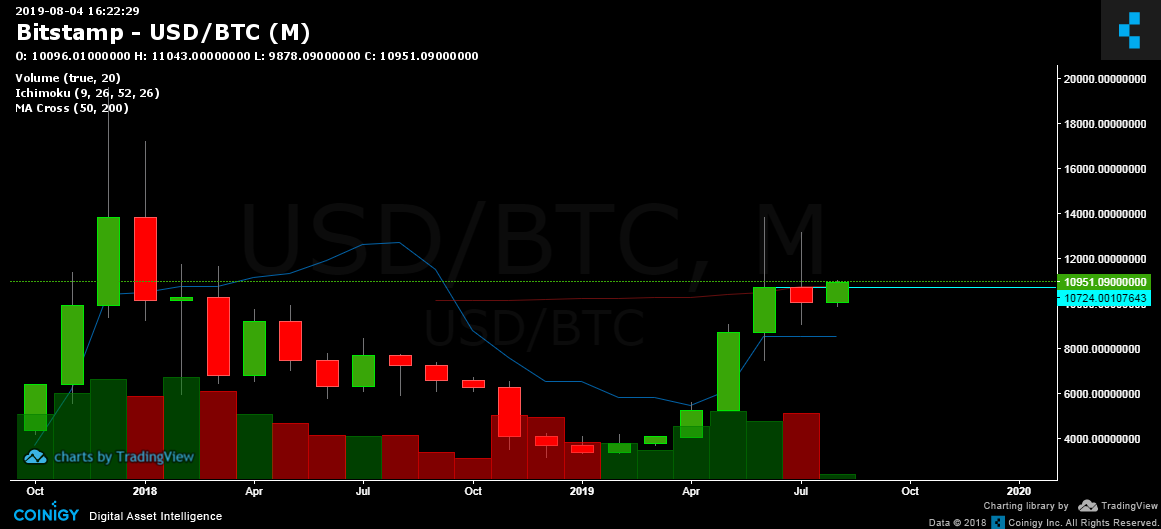 2019-08-04 16:22:29
Bitstamp - USD/BTC (M)
O: 10096.01000000 H: 11043.00000000 L: 9878.09000000 C: 10951.09000000
Volume (true, 20)
Ichimoku (9, 26, 52, 26)
MA Cross (50, 200)
20000.00000000
18000.00000000
16000.00000000
14000.00000000
USD/BTC, M
12000.00000000
10951.09000000
10724.00107643
USD/BTC
8000.00000000
6000.00000000
4000.00000000
charts by TradingView
Oct 2018 Apr Jul Oct 2019 Apr Jul Oct 2020
COINIGY Digital Asset Intelligence
Charting library by TradingView
Data © 2018 Coinigy Inc. All Rights Reserved.